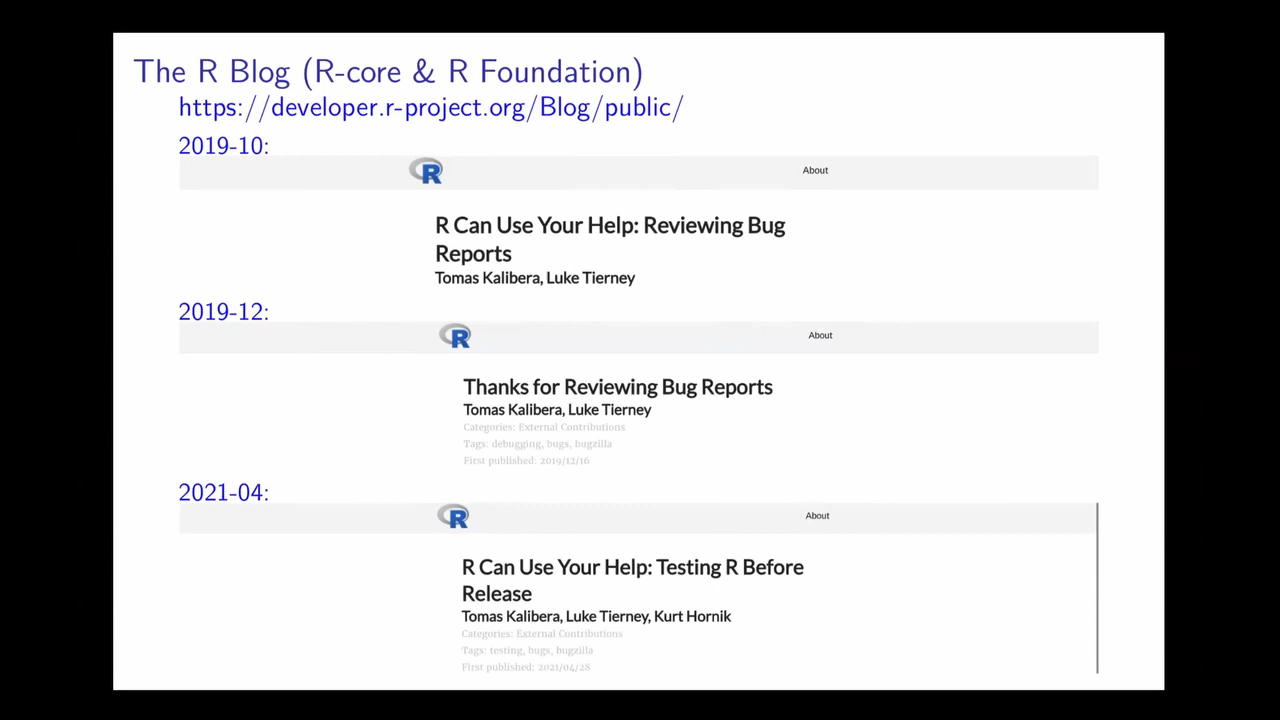 The R Blog (R-core & R Foundation)
https://developer.r-project.org/Blog/public/
2019-10:
R About
R Can Use Your Help: Reviewing Bug
Reports
Tomas Kalibera, Luke Tierney
2019-12:
R About
Thanks for Reviewing Bug Reports
Tomas Kalibera, Luke Tierney
Categories: External Contributions
Tags: debugging, bugs, bugzilla
First published: 2019/12/16
2021-04:
R About
R Can Use Your Help: Testing R Before
Release
Tomas Kalibera, Luke Tierney, Kurt Hornik
Categories: External Contributions
Tags: testing, bugs, bugzilla
First published: 2021/04/28